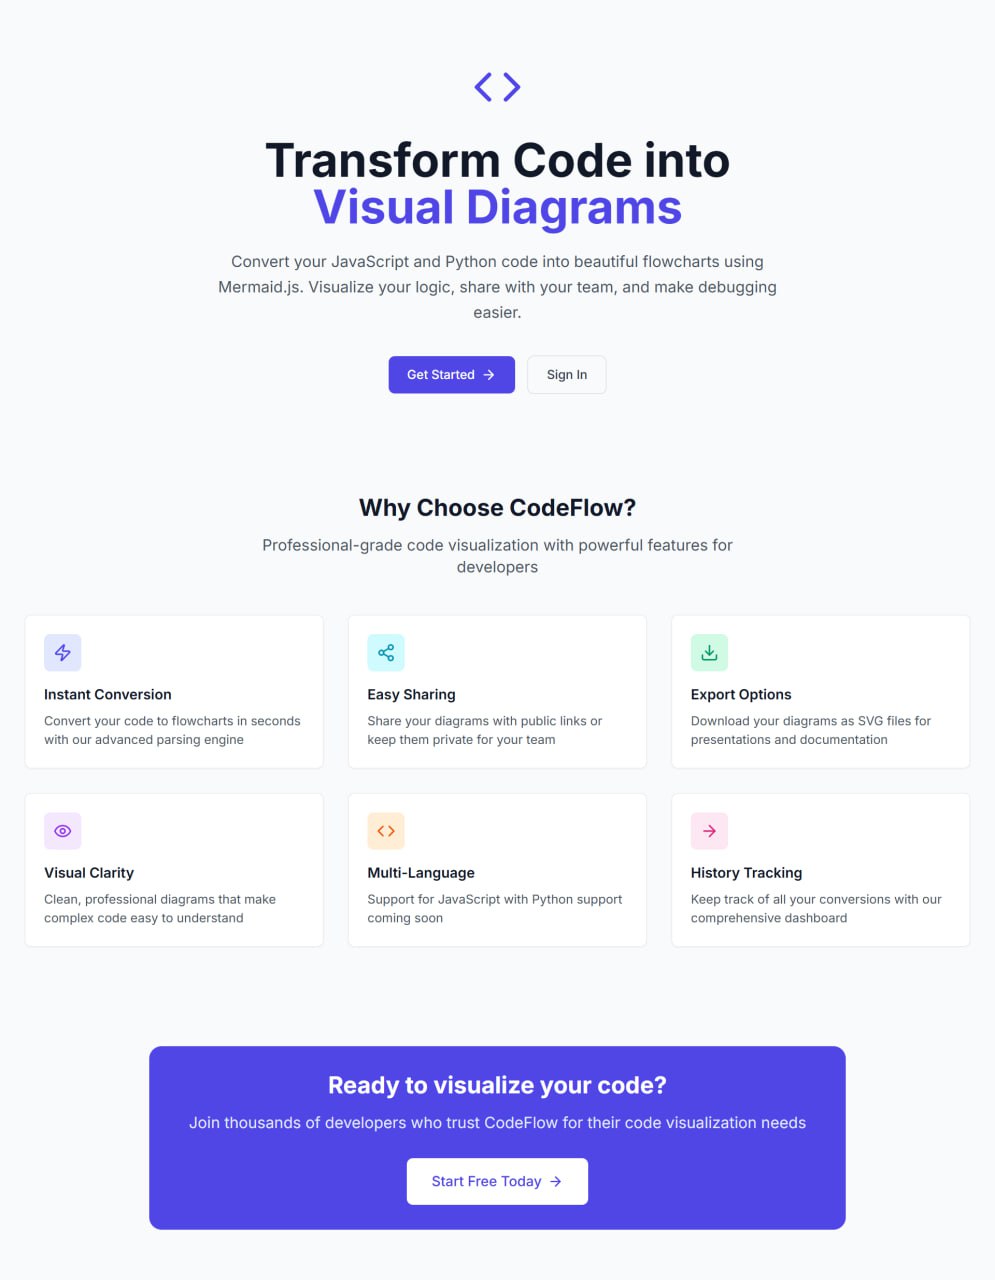 Transform Code into
Visual Diagrams
Convert your JavaScript and Python code into beautiful flowcharts using
Mermaid.js. Visualize your logic, share with your team, and make debugging
easier.
Get Started
Sign In
Why Choose CodeFlow?
Professional-grade code visualization with powerful features for
developers
Instant Conversion
Convert your code to flowcharts in seconds
with our advanced parsing engine
Easy Sharing
Share your diagrams with public links or
keep them private for your team
Export Options
Download your diagrams as SVG files for
presentations and documentation
Visual Clarity
Clean, professional diagrams that make
complex code easy to understand
Multi-Language
Support for JavaScript with Python support
coming soon
History Tracking
Keep track of all your conversions with our
comprehensive dashboard
Ready to visualize your code?
Join thousands of developers who trust CodeFlow for their code visualization needs
Start Free Today